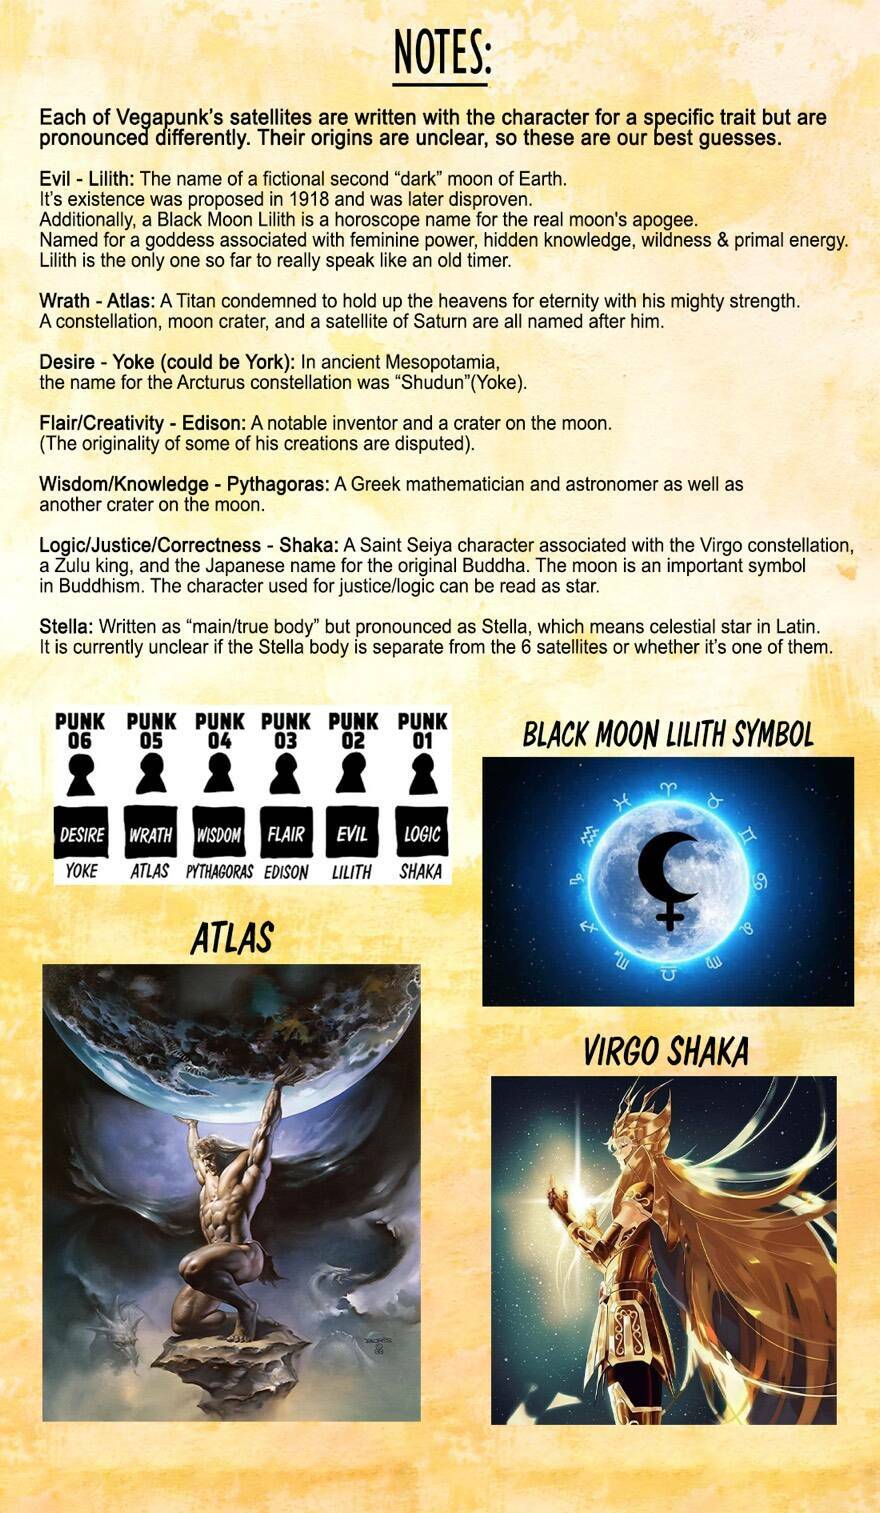 NOTES:
Each of Vegapunk's satellites are written with the character for a specific trait but are
pronounced differently. Their origins are unclear, so these are our best guesses.
Evil - Lilith: The name of a fictional second “dark” moon of Earth.
It's existence was proposed in 1918 and was later disproven.
Additionally, a Black Moon Lilith is a horoscope name for the real moon's apogee.
Named for a goddess associated with feminine power, hidden knowledge, wildness & primal energy.
Lilith is the only one so far to really speak like an old timer.
Wrath - Atlas: A Titan condemned to hold up the heavens for eternity with his mighty strength.
A constellation, moon crater, and a satellite of Saturn are all named after him.
Desire - Yoke (could be York): In ancient Mesopotamia,
the name for the Arcturus constellation was “Shudun”(Yoke).
Flair/Creativity - Edison: A notable inventor and a crater on the moon.
(The originality of some of his creations are disputed).
Wisdom/Knowledge - Pythagoras: A Greek mathematician and astronomer as well as
another crater on the moon.
Logic/Justice/Correctness - Shaka: A Saint Seiya character associated with the Virgo constellation,
a Zulu king, and the Japanese name for the original Buddha. The moon is an important symbol
in Buddhism. The character used for justice/logic can be read as star.
Stella: Written as “main/true body” but pronounced as Stella, which means celestial star in Latin.
It is currently unclear if the Stella body is separate from the 6 satellites or whether it's one of them.
PUNK PUNK PUNK PUNK PUNK PUNK
06 05 04 03 02 01
DESIRE WRATH WISDOM FLAIR EVIL LOGIC
YOKE ATLAS PYTHAGORAS EDISON LILITH SHAKA
BLACK MOON LILITH SYMBOL
ATLAS
BORIS
VIRGO SHAKA